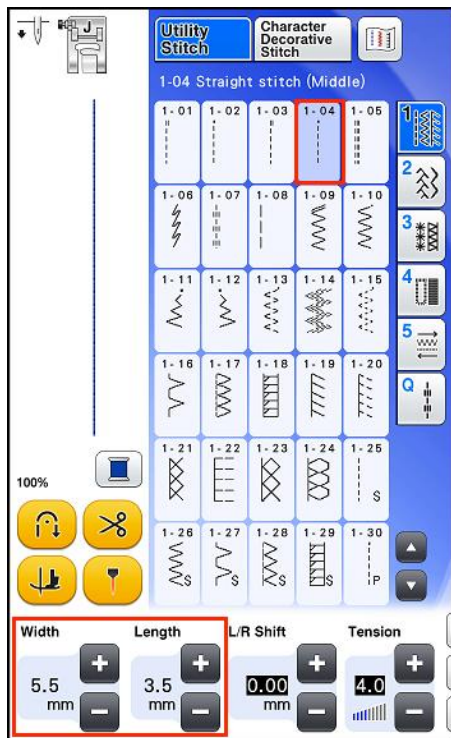 J
Utility
Stitch
Character
Decorative
Stitch
1-04 Straight stitch (Middle)
1-01 1-02 1-03 1-04 1-05
1
1-06 1-07 1-08 1-09 1-10
2
3
1-11 1-12 1-13 1-14 1-15
4
5
1-16 1-17 1-18 1-19 1-20
Q
1-21 1-22 1-23 1-24 1-25
S
100%
1-26 1-27 1-28 1-29 1-30
S S S S P
Width Length L/R Shift Tension
5.5 3.5 0.00 4.0
mm mm mm